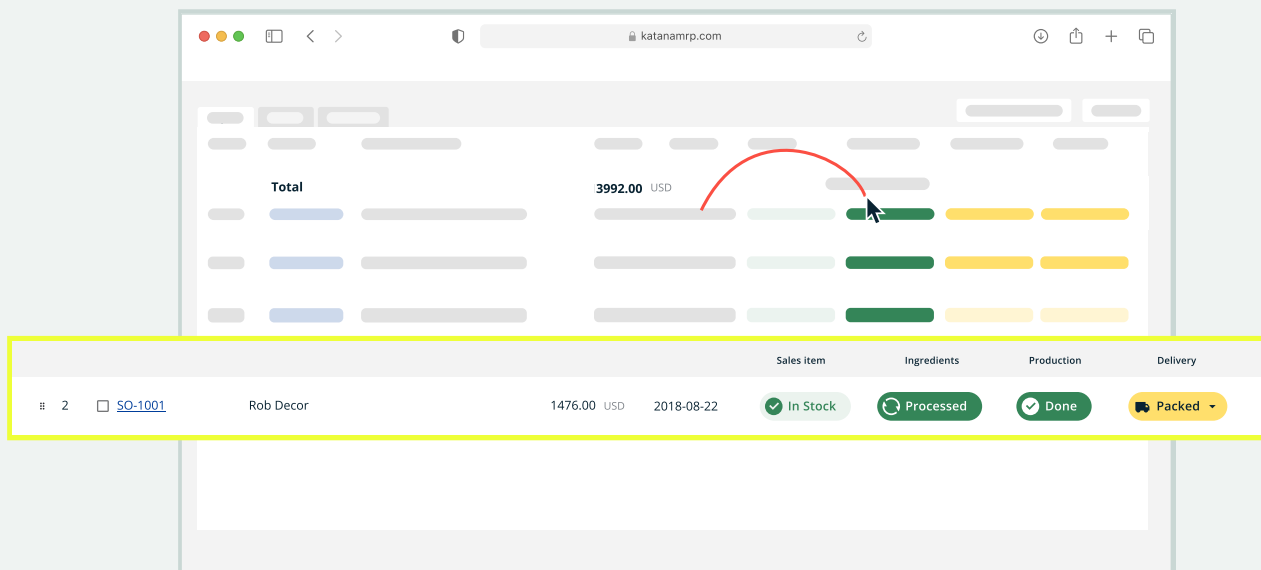 katanamrp.com
Total 3992.00 USD
Sales item Ingredients Production Delivery
2 SO-1001 Rob Decor 1476.00 USD 2018-08-22 In Stock Processed Done Packed